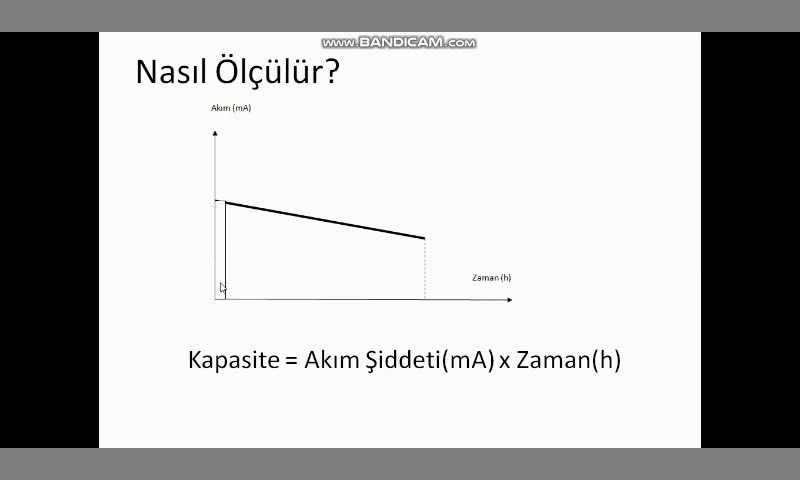 www.BANDICAM.com
Nasıl Ölçülür?
Akım (mA)
Zaman (h)
Kapasite = Akım Şiddeti(mA) x Zaman(h)